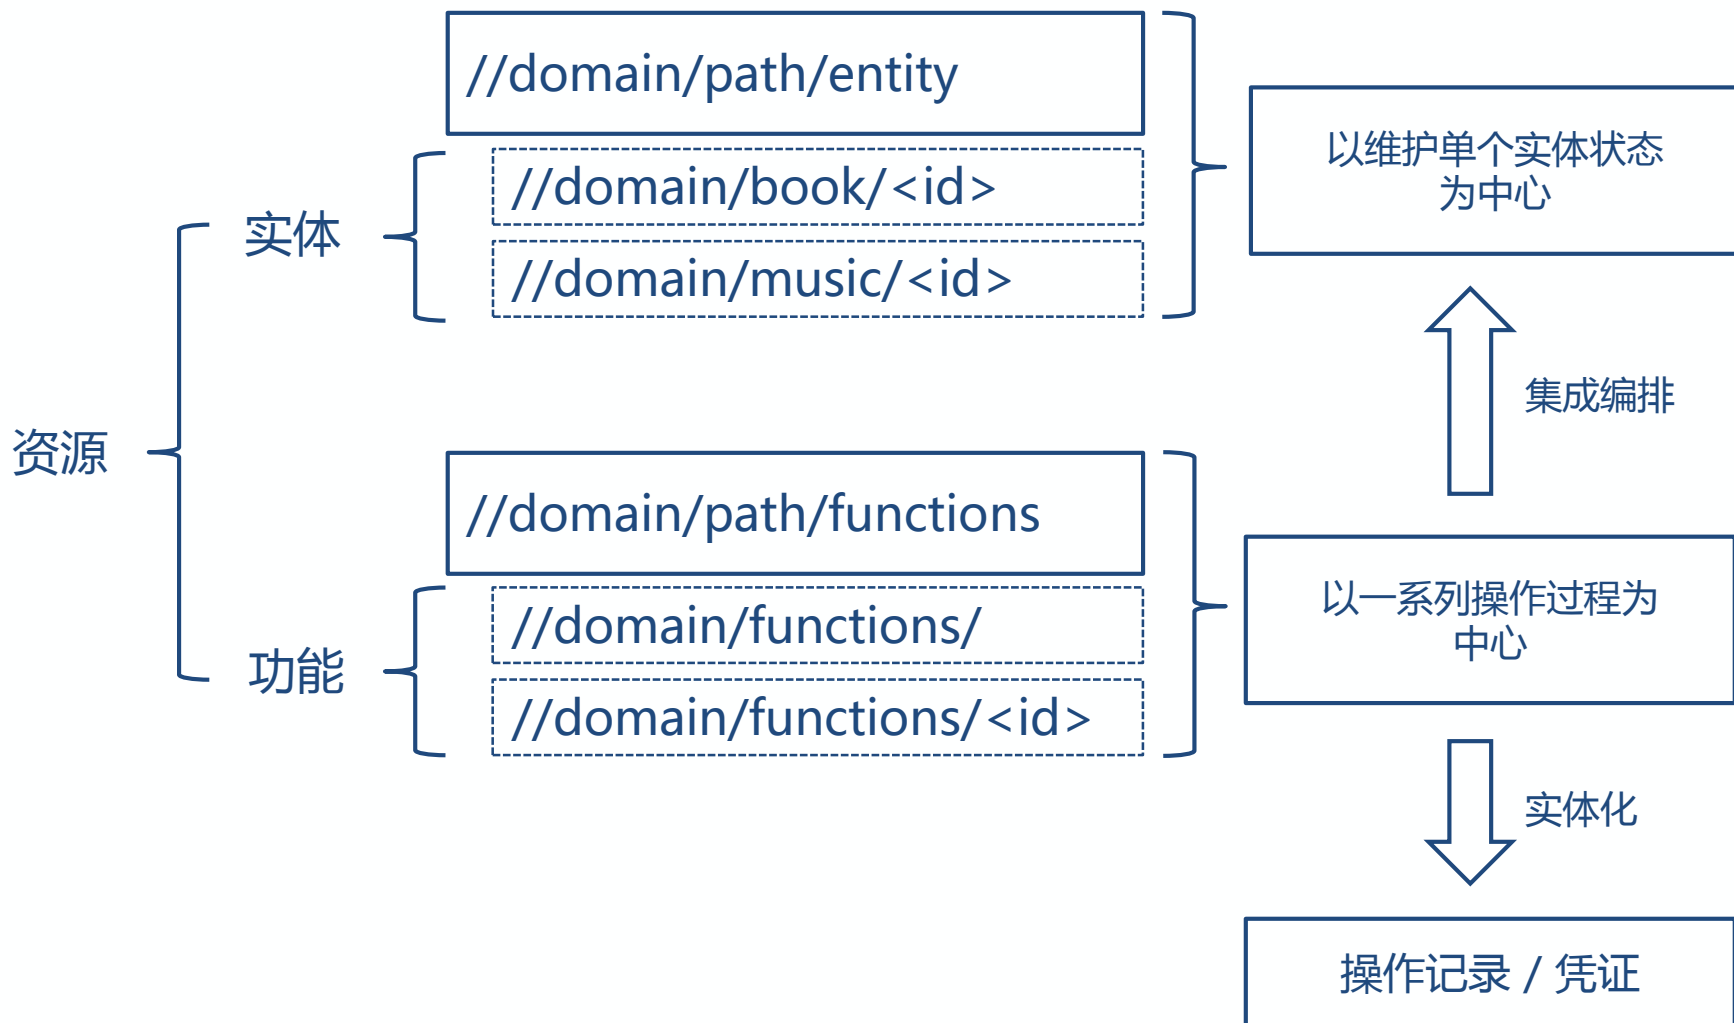 资源
实体
//domain/path/entity
//domain/book/<id>
//domain/music/<id>
以维护单个实体状态
为中心
集成编排
功能
//domain/path/functions
//domain/functions/
//domain/functions/<id>
以一系列操作过程为
中心
实体化
操作记录 / 凭证